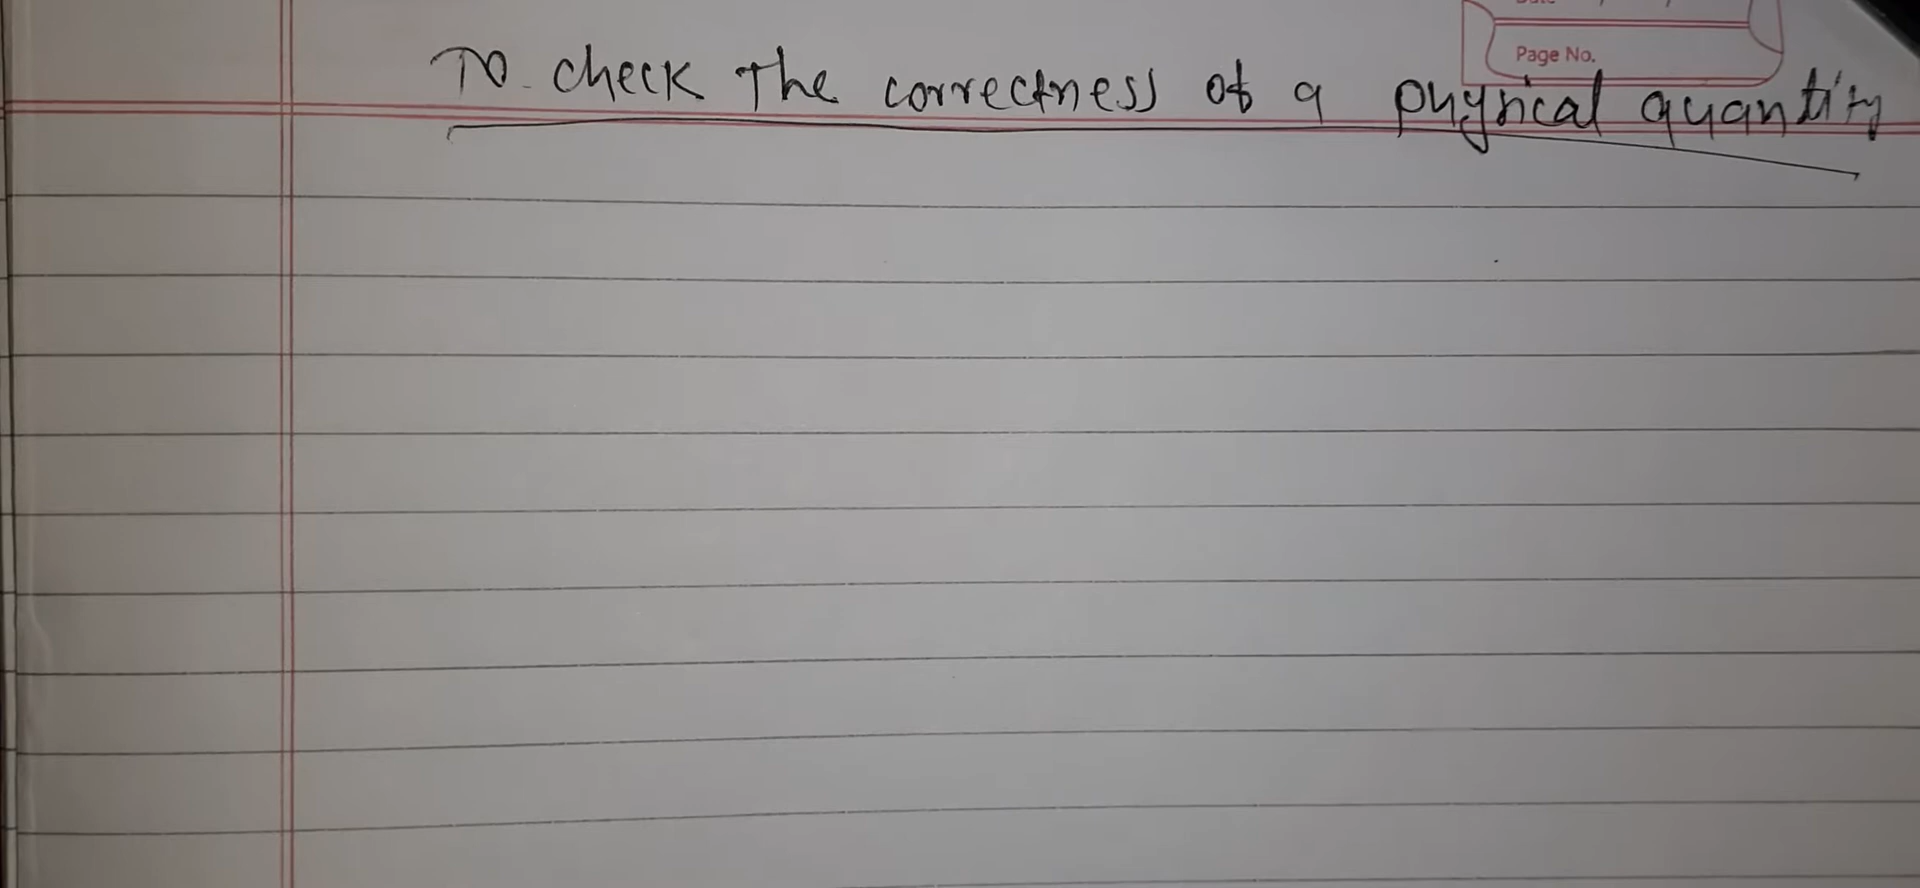 Page No.
To check The correctness of a physical quantity